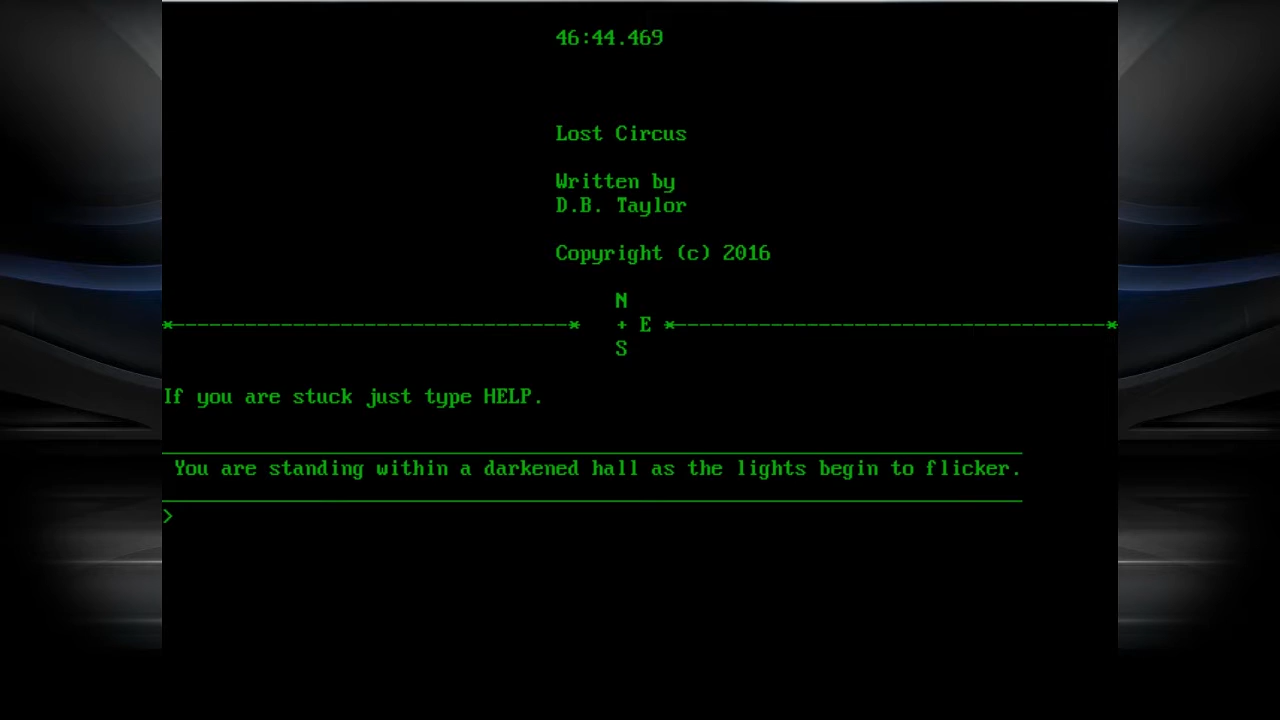 46:44.469
Lost Circus
Written by
D.B. Taylor
Copyright (c) 2016
N
*----------------------------------* + E *-------------------------------------*
S
If you are stuck just type HELP.
You are standing within a darkened hall as the lights begin to flicker.
>